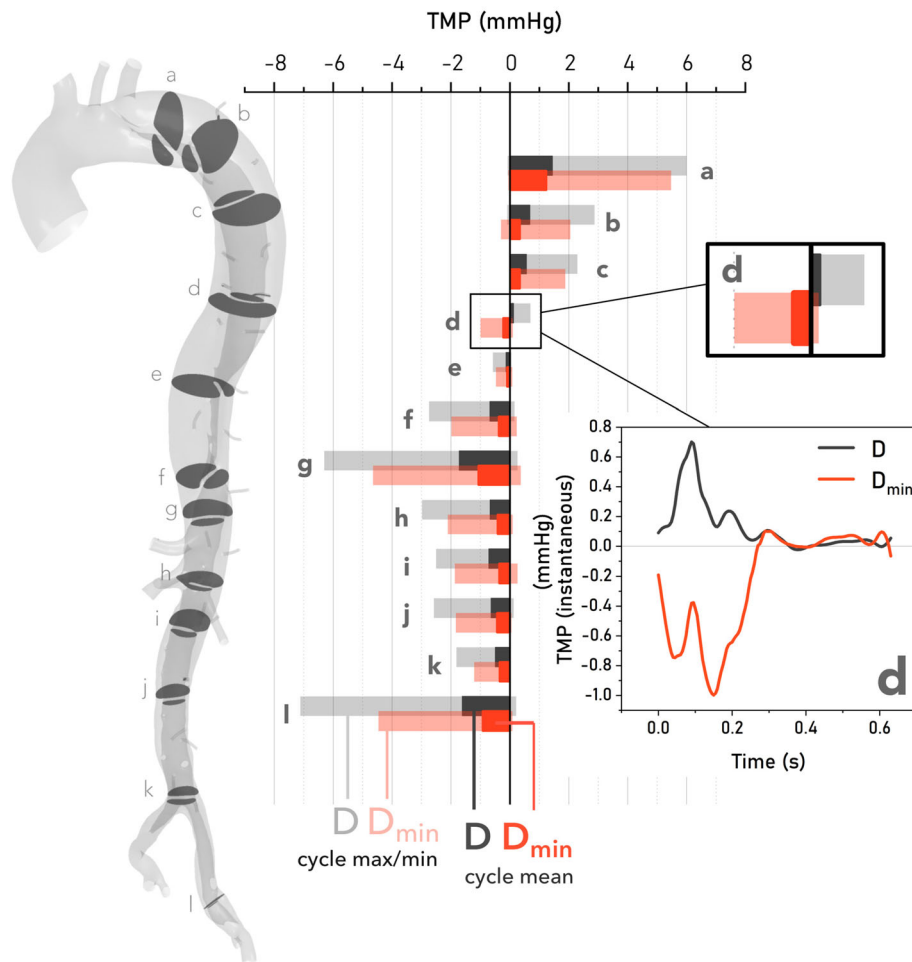 TMP (mmHg)
−8 −6 −4 −2 0 2 4 6 8
a
b
c
d
e
f
g
h
i
j
k
l
a
b
c
d
e
f
g
h
i
j
k
l
d
0.8
0.6
0.4
0.2
0.0
-0.2
-0.4
-0.6
-0.8
-1.0
D
Dmin
TMP (instantaneous)
(mmHg)
d
0.0 0.2 0.4 0.6
Time (s)
D Dmin D Dmin
cycle max/min cycle mean